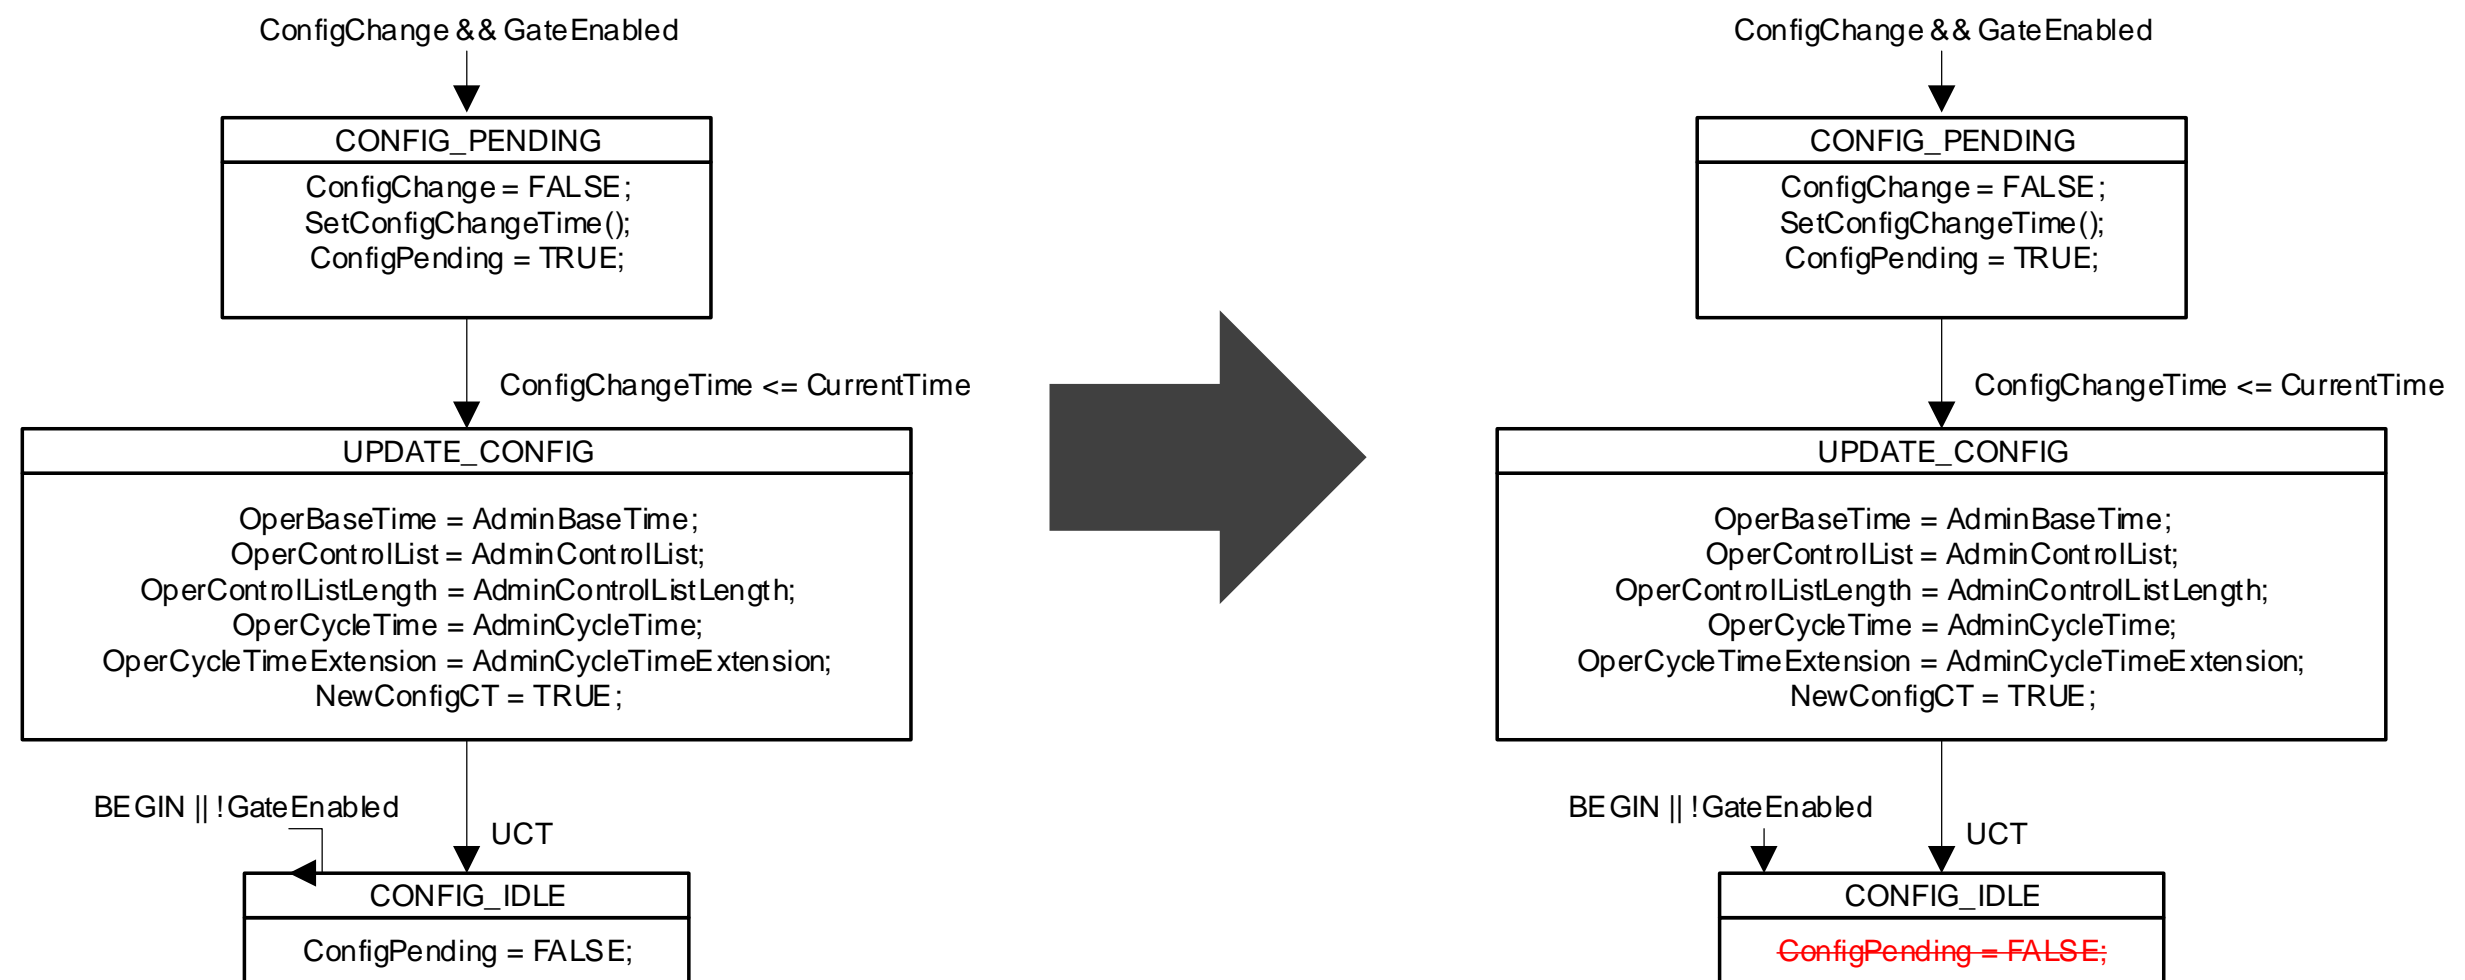 ConfigChange && GateEnabled
CONFIG_PENDING
ConfigChange = FALSE;
SetConfigChangeTime();
ConfigPending = TRUE;
ConfigChangeTime <= CurrentTime
UPDATE_CONFIG
OperBaseTime = AdminBaseTime;
OperControlList = AdminControlList;
OperControlListLength = AdminControlListLength;
OperCycleTime = AdminCycleTime;
OperCycleTimeExtension = AdminCycleTimeExtension;
NewConfigCT = TRUE;
BEGIN || !GateEnabled
UCT
CONFIG_IDLE
ConfigPending = FALSE;
ConfigChange && GateEnabled
CONFIG_PENDING
ConfigChange = FALSE;
SetConfigChangeTime();
ConfigPending = TRUE;
ConfigChangeTime <= CurrentTime
UPDATE_CONFIG
OperBaseTime = AdminBaseTime;
OperControlList = AdminControlList;
OperControlListLength = AdminControlListLength;
OperCycleTime = AdminCycleTime;
OperCycleTimeExtension = AdminCycleTimeExtension;
NewConfigCT = TRUE;
BEGIN || !GateEnabled
UCT
CONFIG_IDLE
ConfigPending = FALSE;